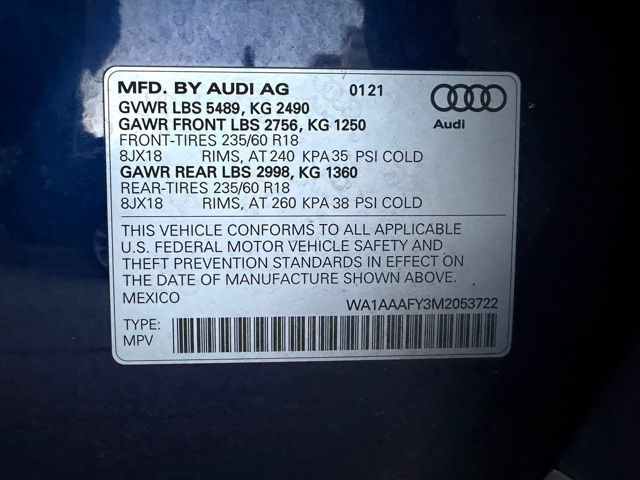 MFD. BY AUDI AG 0121
GVWR LBS 5489, KG 2490
GAWR FRONT LBS 2756, KG 1250
Audi
FRONT-TIRES 235/60 R18
8JX18 RIMS, AT 240 KPA 35 PSI COLD
GAWR REAR LBS 2998, KG 1360
REAR-TIRES 235/60 R18
8JX18 RIMS, AT 260 KPA 38 PSI COLD
THIS VEHICLE CONFORMS TO ALL APPLICABLE
U.S. FEDERAL MOTOR VEHICLE SAFETY AND
THEFT PREVENTION STANDARDS IN EFFECT ON
THE DATE OF MANUFACTURE SHOWN ABOVE.
MEXICO WA1AAAFY3M2053722
TYPE:
MPV